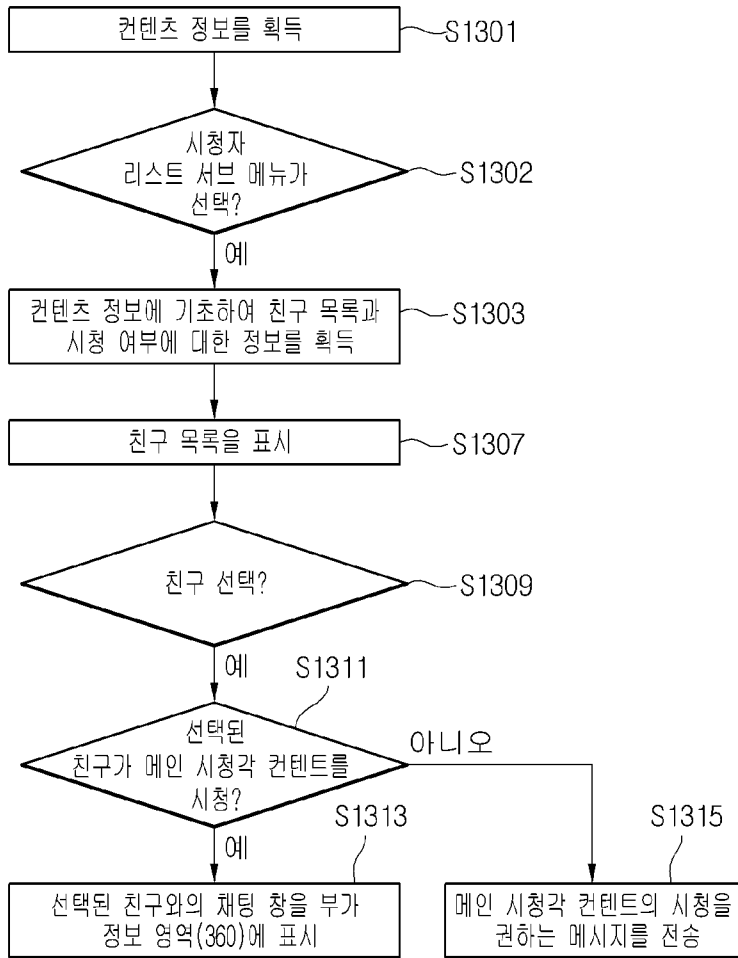 컨텐츠 정보를 획득
S1301
시청자
리스트 서브 메뉴가
선택?
S1302
예
컨텐츠 정보에 기초하여 친구 목록과
시청 여부에 대한 정보를 획득
S1303
친구 목록을 표시
S1307
친구 선택?
S1309
예
S1311
선택된
친구가 메인 시청각 컨텐트를
시청?
아니오
예
S1313
선택된 친구와의 채팅 창을 부가
정보 영역(360)에 표시
S1315
메인 시청각 컨텐트의 시청을
권하는 메시지를 전송